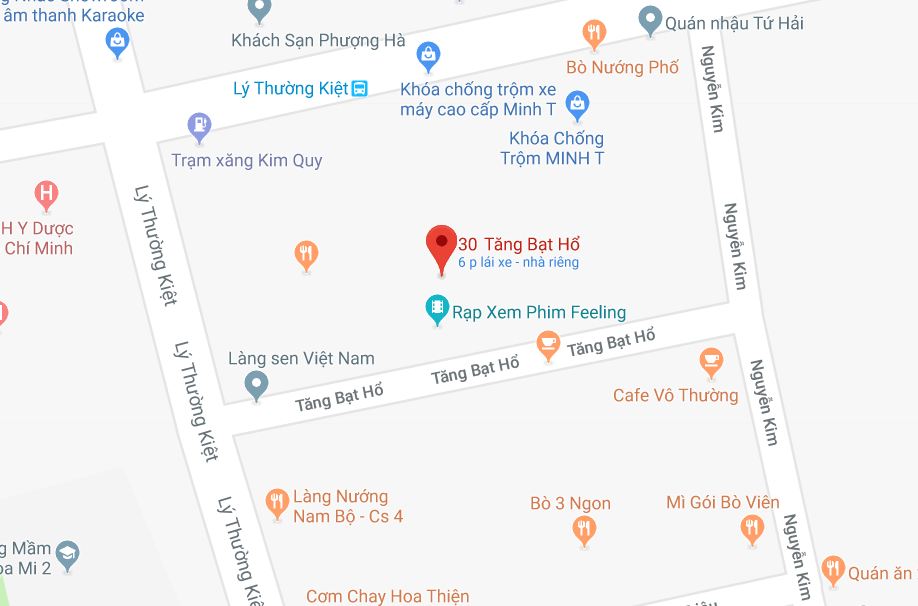 âm thanh Karaoke
Quán nhậu Tứ Hải
Khách Sạn Phượng Hà
Bò Nướng Phố
Lý Thường Kiệt
Khóa chống trộm xe
máy cao cấp Minh T
Nguyễn Kim
Khóa Chống
Trộm MINH T
Trạm xăng Kim Quy
H Y Dược
Chí Minh
Lý Thường Kiệt
Nguyễn Kim
30 Tăng Bạt Hổ
6 p lái xe - nhà riêng
Rạp Xem Phim Feeling
Tăng Bạt Hổ
Làng sen Việt Nam
Tăng Bạt Hổ
Tăng Bạt Hổ
Lý Thường Kiệt
Cafe Vô Thường
Nguyễn Kim
Làng Nướng
Nam Bộ - Cs 4
Bò 3 Ngon
Mì Gói Bò Viên
Lý Thường Kiệt
Nguyễn Kim
Mầm
Mi 2
Quán ăn
Cơm Chay Hoa Thiện